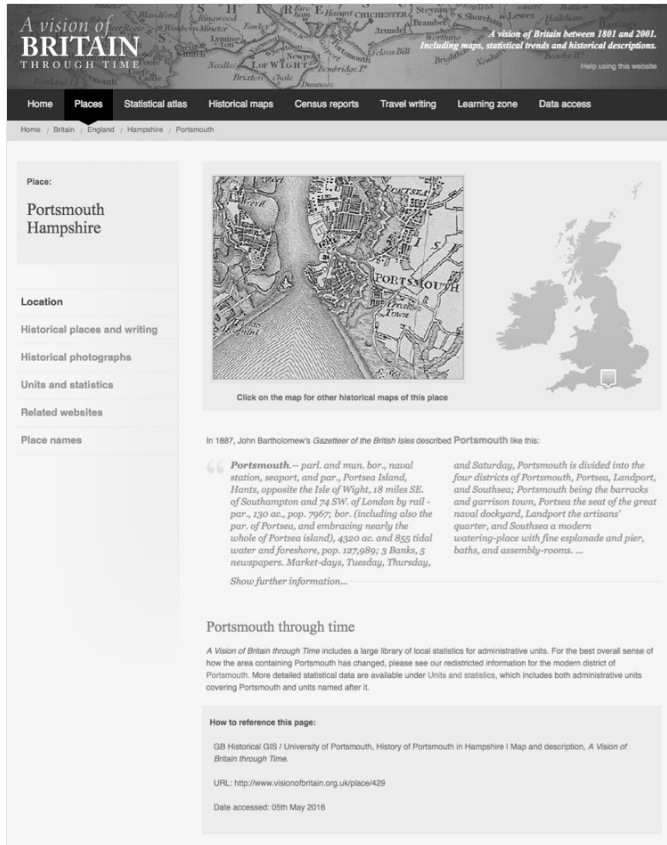 A vision of
BRITAIN
THROUGH TIME
A vision of Britain between 1801 and 2001.
Including maps, statistical trends and historical descriptions.
Help using this website
Home Places Statistical atlas Historical maps Census reports Travel writing Learning zone Data access
Home / Britain / England / Hampshire / Portsmouth
Place:
Portsmouth
Hampshire
Location
Historical places and writing
Historical photographs
Units and statistics
Related websites
Place names
PORTSEA
PORTSMOUTH
Town
Click on the map for other historical maps of this place
In 1887, John Bartholomew's Gazetteer of the British Isles described Portsmouth like this:
Portsmouth.-- parl. and mun. bor., naval
station, seaport, and par., Portsea Island,
Hants, opposite the Isle of Wight, 18 miles SE.
of Southampton and 74 SW. of London by rail -
par., 130 ac., pop. 7967; bor. (including also the
par. of Portsea, and embracing nearly the
whole of Portsea island), 4320 ac. and 855 tidal
water and foreshore, pop. 127,989; 3 Banks, 5
newspapers. Market-days, Tuesday, Thursday,
and Saturday, Portsmouth is divided into the
four districts of Portsmouth, Portsea, Landport,
and Southsea; Portsmouth being the barracks
and garrison town, Portsea the seat of the great
naval dockyard, Landport the artisans'
quarter, and Southsea a modern
watering-place with fine esplanade and pier,
baths, and assembly-rooms. ...
Show further information...
Portsmouth through time
A Vision of Britain through Time includes a large library of local statistics for administrative units. For the best overall sense of
how the area containing Portsmouth has changed, please see our redistricted information for the modern district of
Portsmouth. More detailed statistical data are available under Units and statistics, which includes both administrative units
covering Portsmouth and units named after it.
How to reference this page:
GB Historical GIS / University of Portsmouth, History of Portsmouth in Hampshire | Map and description, A Vision of
Britain through Time.
URL: http://www.visionofbritain.org.uk/place/429
Date accessed: 05th May 2016